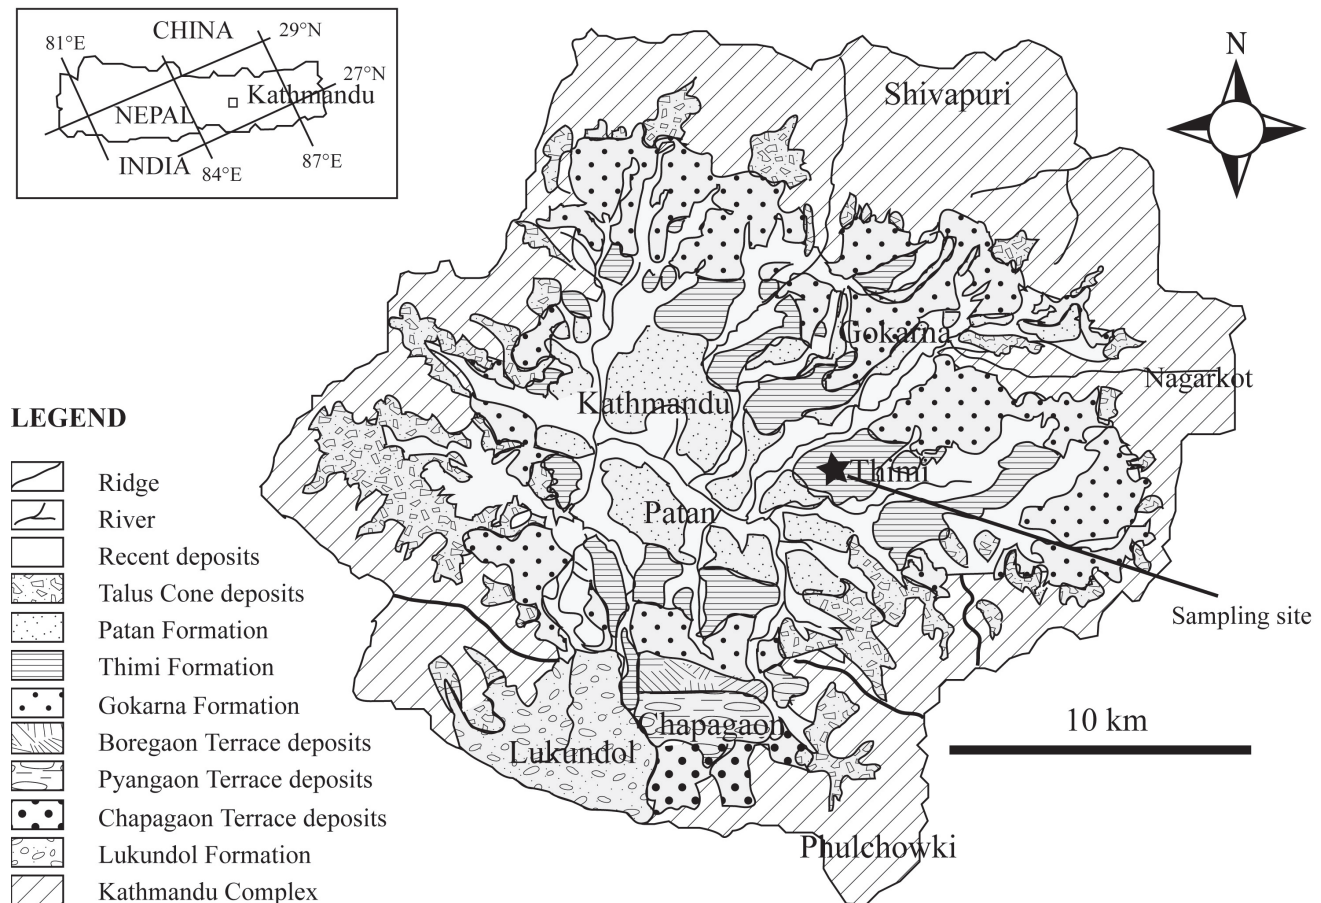 CHINA
81°E
29°N
27°N
Kathmandu
NEPAL
INDIA
84°E
87°E
N
Shivapuri
Gokarna
Nagarkot
Kathmandu
Thimi
Patan
Sampling site
Chapagaon
Lukundol
Phulchowki
10 km
LEGEND
Ridge
River
Recent deposits
Talus Cone deposits
Patan Formation
Thimi Formation
Gokarna Formation
Boregaon Terrace deposits
Pyangaon Terrace deposits
Chapagaon Terrace deposits
Lukundol Formation
Kathmandu Complex